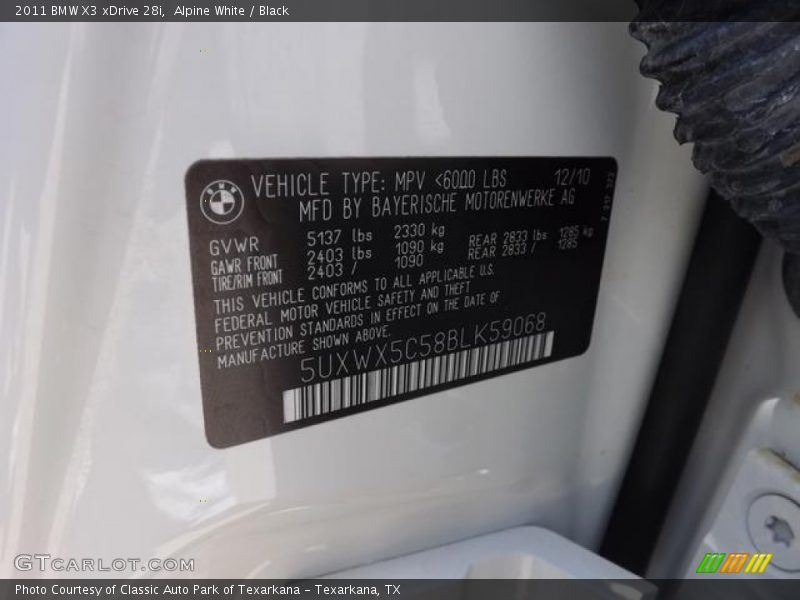 2011 BMW X3 xDrive 28i, Alpine White / Black
VEHICLE TYPE: MPV <6000 LBS 12/10
MFD BY BAYERISCHE MOTORENWERKE AG
GVWR 5137 lbs 2330 kg
GAWR FRONT 2403 lbs 1090 kg REAR 2833 lbs 1285 kg
TIRE/RIM FRONT 2403 / 1090 REAR 2833 / 1285
THIS VEHICLE CONFORMS TO ALL APPLICABLE U.S.
FEDERAL MOTOR VEHICLE SAFETY AND THEFT
PREVENTION STANDARDS IN EFFECT ON THE DATE OF
MANUFACTURE SHOWN ABOVE.
5UXWX5C58BLK59068
GTCARLOT.COM
Photo Courtesy of Classic Auto Park of Texarkana – Texarkana, TX